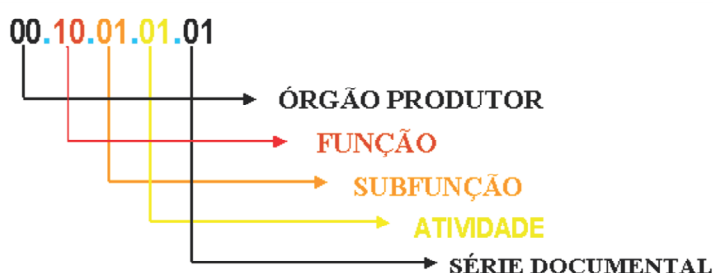 00.10.01.01.01
ÓRGÃO PRODUTOR
FUNÇÃO
SUBFUNÇÃO
ATIVIDADE
SÉRIE DOCUMENTAL